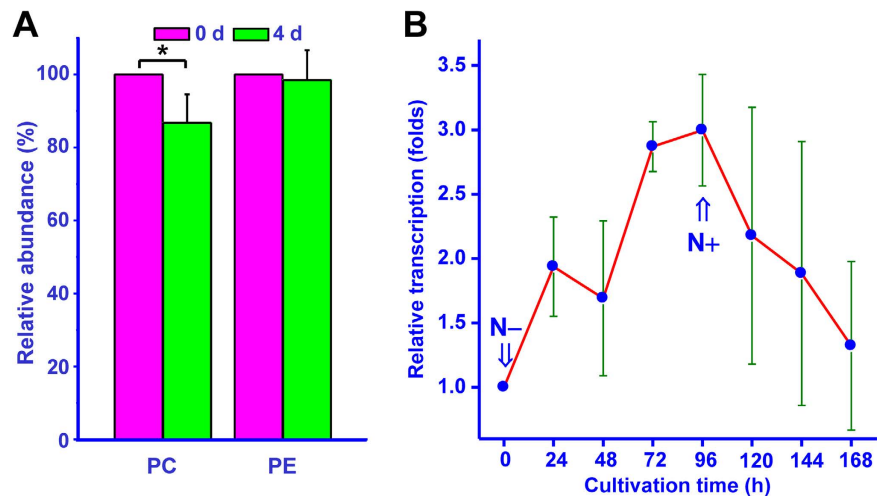 A
0 d 4 d
*
100
80
60
40
20
0
Relative abundance (%)
PC PE
B
3.5
3.0
2.5
2.0
1.5
1.0
Relative transcription (folds)
N–
⇓
⇑
N+
0 24 48 72 96 120 144 168
Cultivation time (h)